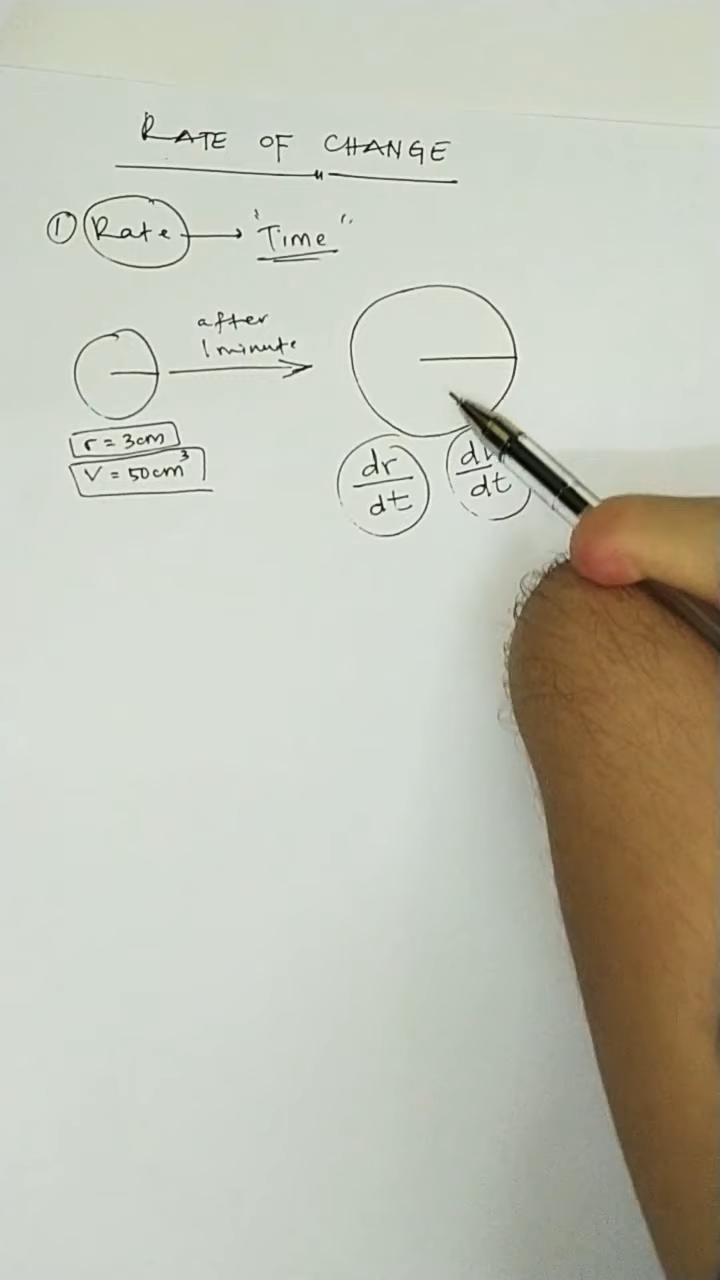 RATE OF CHANGE
① Rate → "Time"
after
1 minute
r = 3cm
V = 50cm³
dr
dt
dt